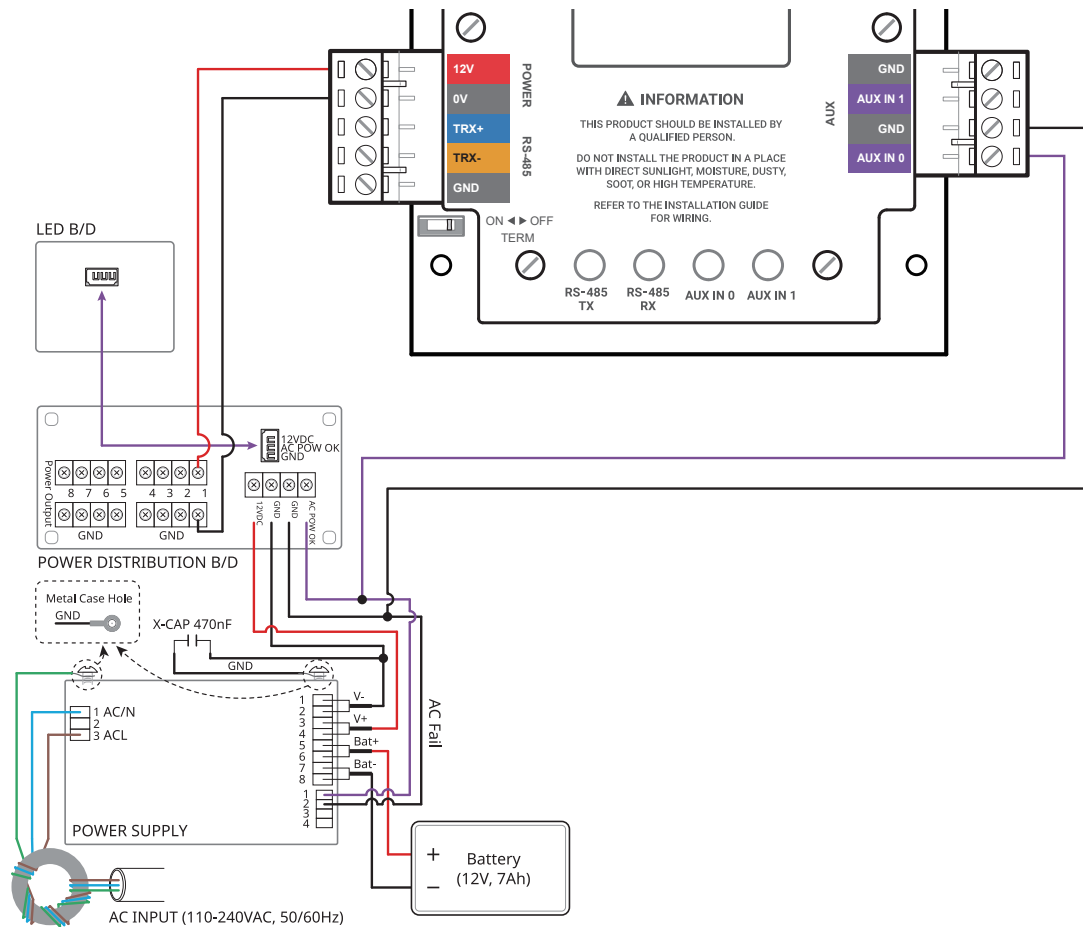 12V
0V
TRX+
TRX-
GND
POWER
RS-485
ON ◀ ▶ OFF
TERM
⚠ INFORMATION
THIS PRODUCT SHOULD BE INSTALLED BY
A QUALIFIED PERSON.
DO NOT INSTALL THE PRODUCT IN A PLACE
WITH DIRECT SUNLIGHT, MOISTURE, DUSTY,
SOOT, OR HIGH TEMPERATURE.
REFER TO THE INSTALLATION GUIDE
FOR WIRING.
AUX
GND
AUX IN 1
GND
AUX IN 0
RS-485
TX
RS-485
RX
AUX IN 0
AUX IN 1
LED B/D
12VDC
AC POW OK
GND
Power Output
8 7 6 5
4 3 2 1
GND
GND
12VDC
GND
GND
AC POW OK
POWER DISTRIBUTION B/D
Metal Case Hole
GND
X-CAP 470nF
GND
1 AC/N
2
3 ACL
1
2
3
4
5
6
7
8
V-
V+
Bat+
Bat-
1
2
3
4
AC Fail
POWER SUPPLY
+
−
Battery
(12V, 7Ah)
AC INPUT (110-240VAC, 50/60Hz)